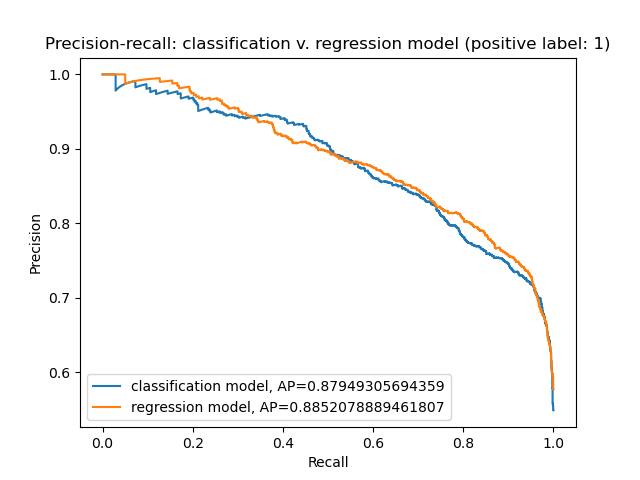 Precision-recall: classification v. regression model (positive label: 1)
1.0
0.9
0.8
0.7
0.6
Precision
classification model, AP=0.87949305694359
regression model, AP=0.8852078889461807
0.0 0.2 0.4 0.6 0.8 1.0
Recall